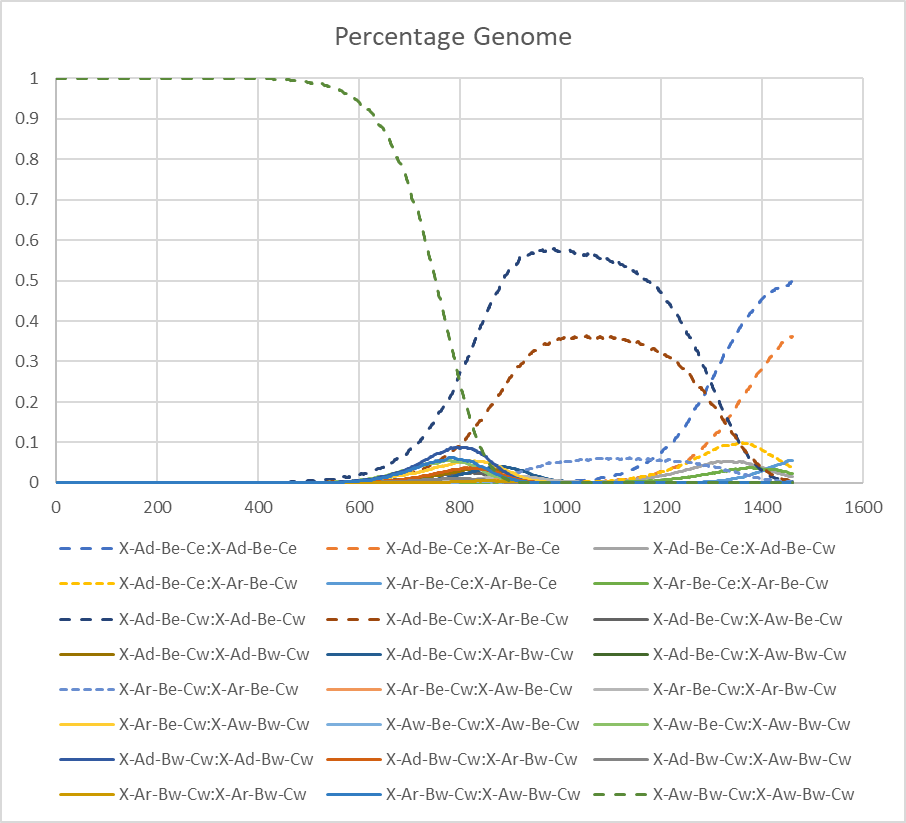 Percentage Genome
1
0.9
0.8
0.7
0.6
0.5
0.4
0.3
0.2
0.1
0
0 200 400 600 800 1000 1200 1400 1600
X-Ad-Be-Ce:X-Ad-Be-Ce X-Ad-Be-Ce:X-Ar-Be-Ce X-Ad-Be-Ce:X-Ad-Be-Cw
X-Ad-Be-Ce:X-Ar-Be-Cw X-Ar-Be-Ce:X-Ar-Be-Ce X-Ar-Be-Ce:X-Ar-Be-Cw
X-Ad-Be-Cw:X-Ad-Be-Cw X-Ad-Be-Cw:X-Ar-Be-Cw X-Ad-Be-Cw:X-Aw-Be-Cw
X-Ad-Be-Cw:X-Ad-Bw-Cw X-Ad-Be-Cw:X-Ar-Bw-Cw X-Ad-Be-Cw:X-Aw-Bw-Cw
X-Ar-Be-Cw:X-Ar-Be-Cw X-Ar-Be-Cw:X-Aw-Be-Cw X-Ar-Be-Cw:X-Ar-Bw-Cw
X-Ar-Be-Cw:X-Aw-Bw-Cw X-Aw-Be-Cw:X-Aw-Be-Cw X-Aw-Be-Cw:X-Aw-Bw-Cw
X-Ad-Bw-Cw:X-Ad-Bw-Cw X-Ad-Bw-Cw:X-Ar-Bw-Cw X-Ad-Bw-Cw:X-Aw-Bw-Cw
X-Ar-Bw-Cw:X-Ar-Bw-Cw X-Ar-Bw-Cw:X-Aw-Bw-Cw X-Aw-Bw-Cw:X-Aw-Bw-Cw